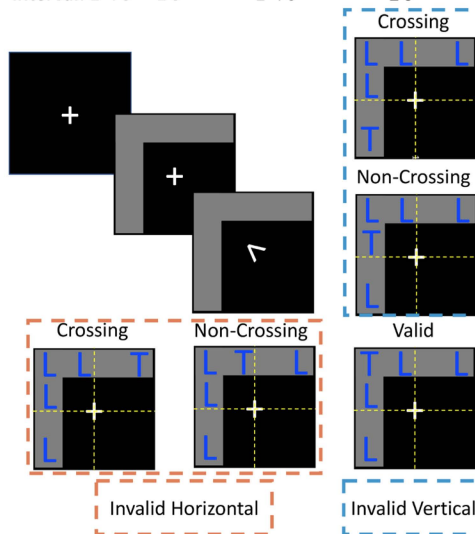 Crossing
L L L
L
T
Non-Crossing
L L L
T
L
Crossing
L L T
L
L
Non-Crossing
L T L
L
L
Valid
T L L
L
L
Invalid Horizontal
Invalid Vertical